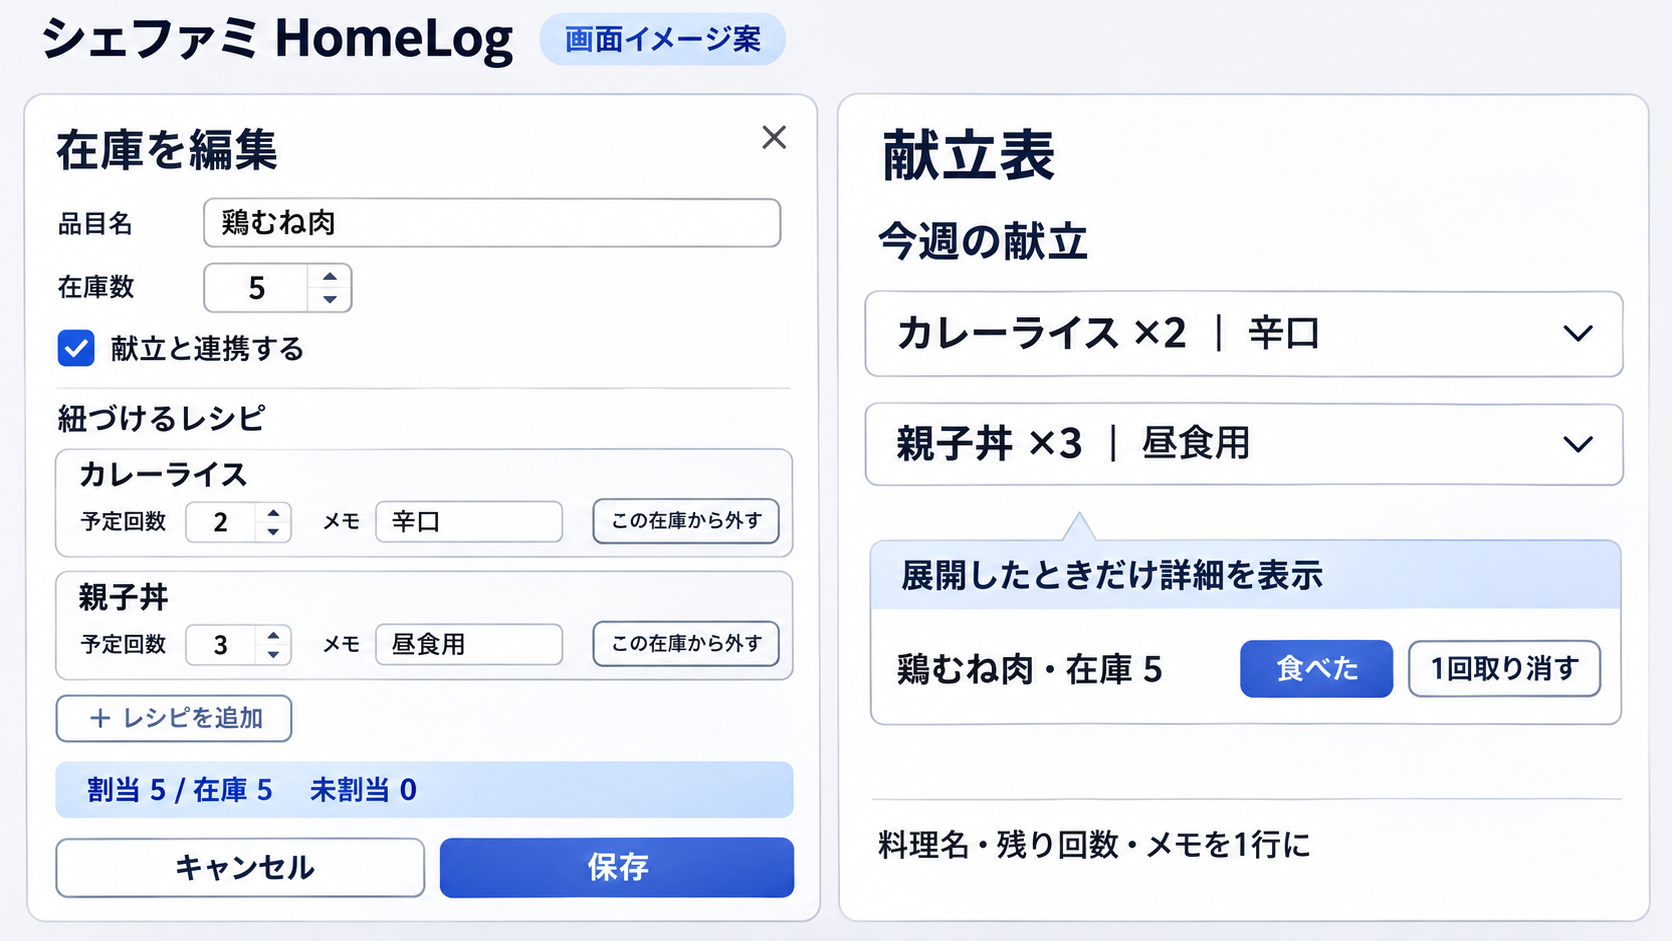 シェファミ HomeLog 画面イメージ案
在庫を編集
品目名 鶏むね肉
在庫数 5
献立と連携する
紐づけるレシピ
カレーライス
予定回数 2 メモ 辛口 この在庫から外す
親子丼
予定回数 3 メモ 昼食用 この在庫から外す
+ レシピを追加
割当 5 / 在庫 5 未割当 0
キャンセル 保存
献立表
今週の献立
カレーライス ×2 | 辛口
親子丼 ×3 | 昼食用
展開したときだけ詳細を表示
鶏むね肉・在庫 5 食べた 1回取り消す
料理名・残り回数・メモを1行に